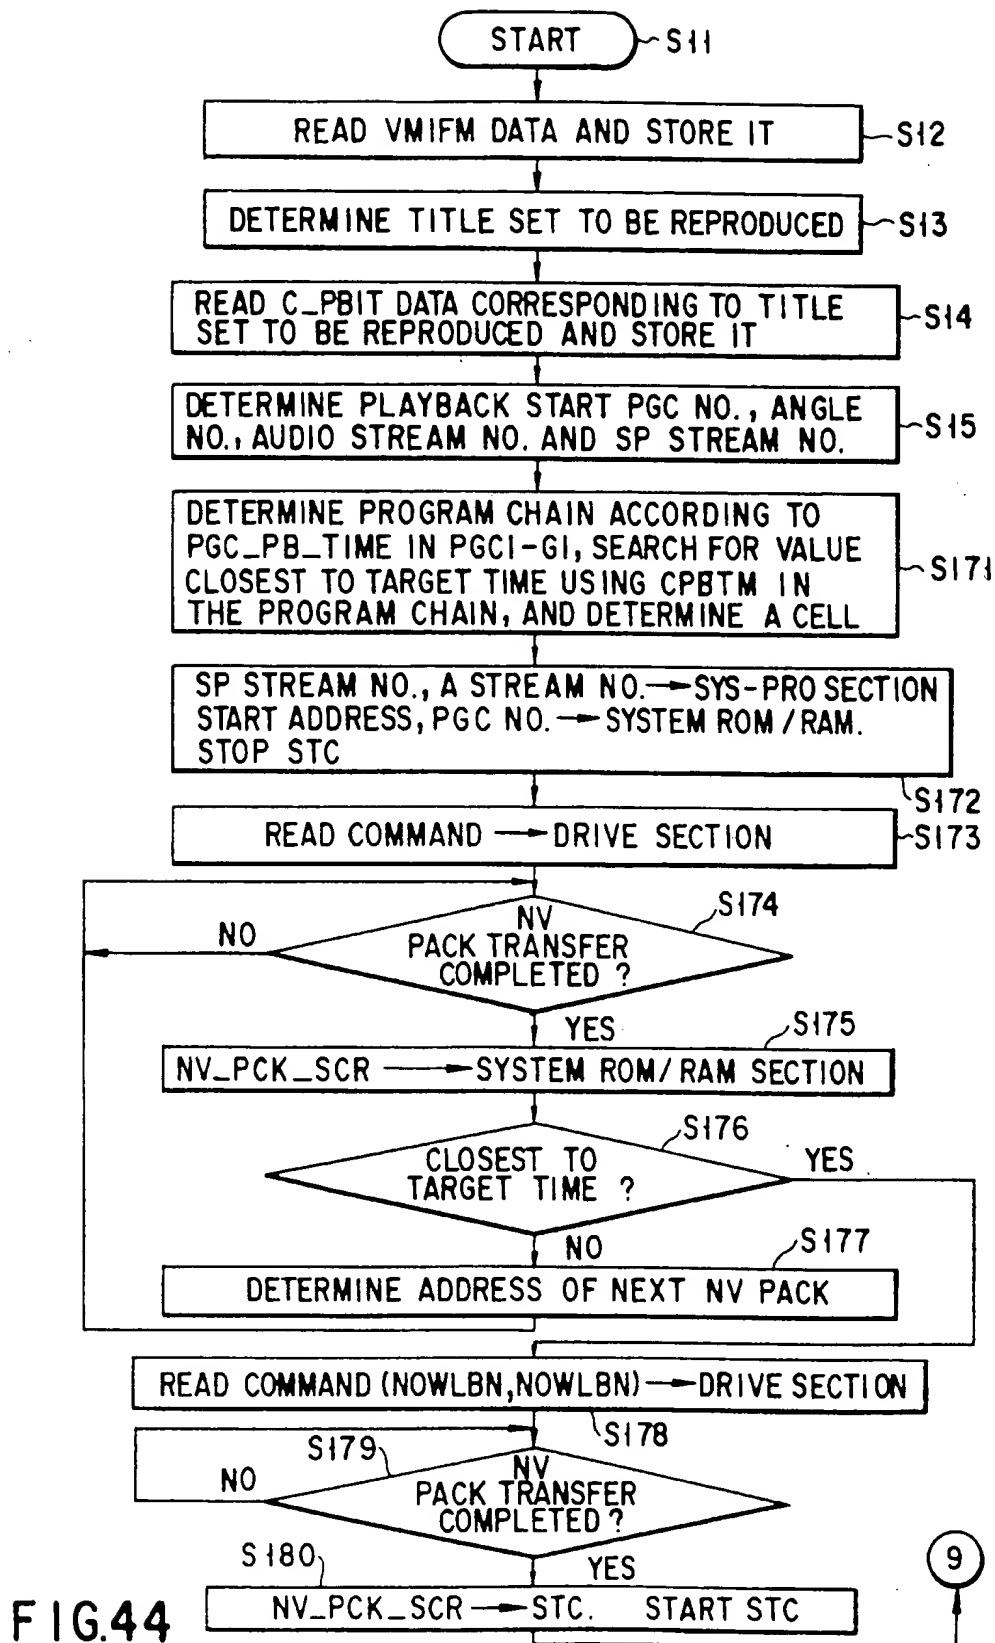 START
S11
READ VMIFM DATA AND STORE IT
S12
DETERMINE TITLE SET TO BE REPRODUCED
S13
READ C_PBIT DATA CORRESPONDING TO TITLE
SET TO BE REPRODUCED AND STORE IT
S14
DETERMINE PLAYBACK START PGC NO., ANGLE
NO., AUDIO STREAM NO. AND SP STREAM NO.
S15
DETERMINE PROGRAM CHAIN ACCORDING TO
PGC_PB_TIME IN PGCI-GI, SEARCH FOR VALUE
CLOSEST TO TARGET TIME USING CPBTM IN
THE PROGRAM CHAIN, AND DETERMINE A CELL
S171
SP STREAM NO., A STREAM NO. → SYS-PRO SECTION
START ADDRESS, PGC NO. → SYSTEM ROM/RAM.
STOP STC
S172
READ COMMAND → DRIVE SECTION
S173
S174
NV
PACK TRANSFER
COMPLETED ?
NO
YES
S175
NV_PCK_SCR → SYSTEM ROM/RAM SECTION
S176
CLOSEST TO
TARGET TIME ?
YES
NO
S177
DETERMINE ADDRESS OF NEXT NV PACK
READ COMMAND (NOWLBN,NOWLBN) → DRIVE SECTION
S178
S179
NV
PACK TRANSFER
COMPLETED ?
NO
YES
S180
NV_PCK_SCR → STC. START STC
9
FIG.44